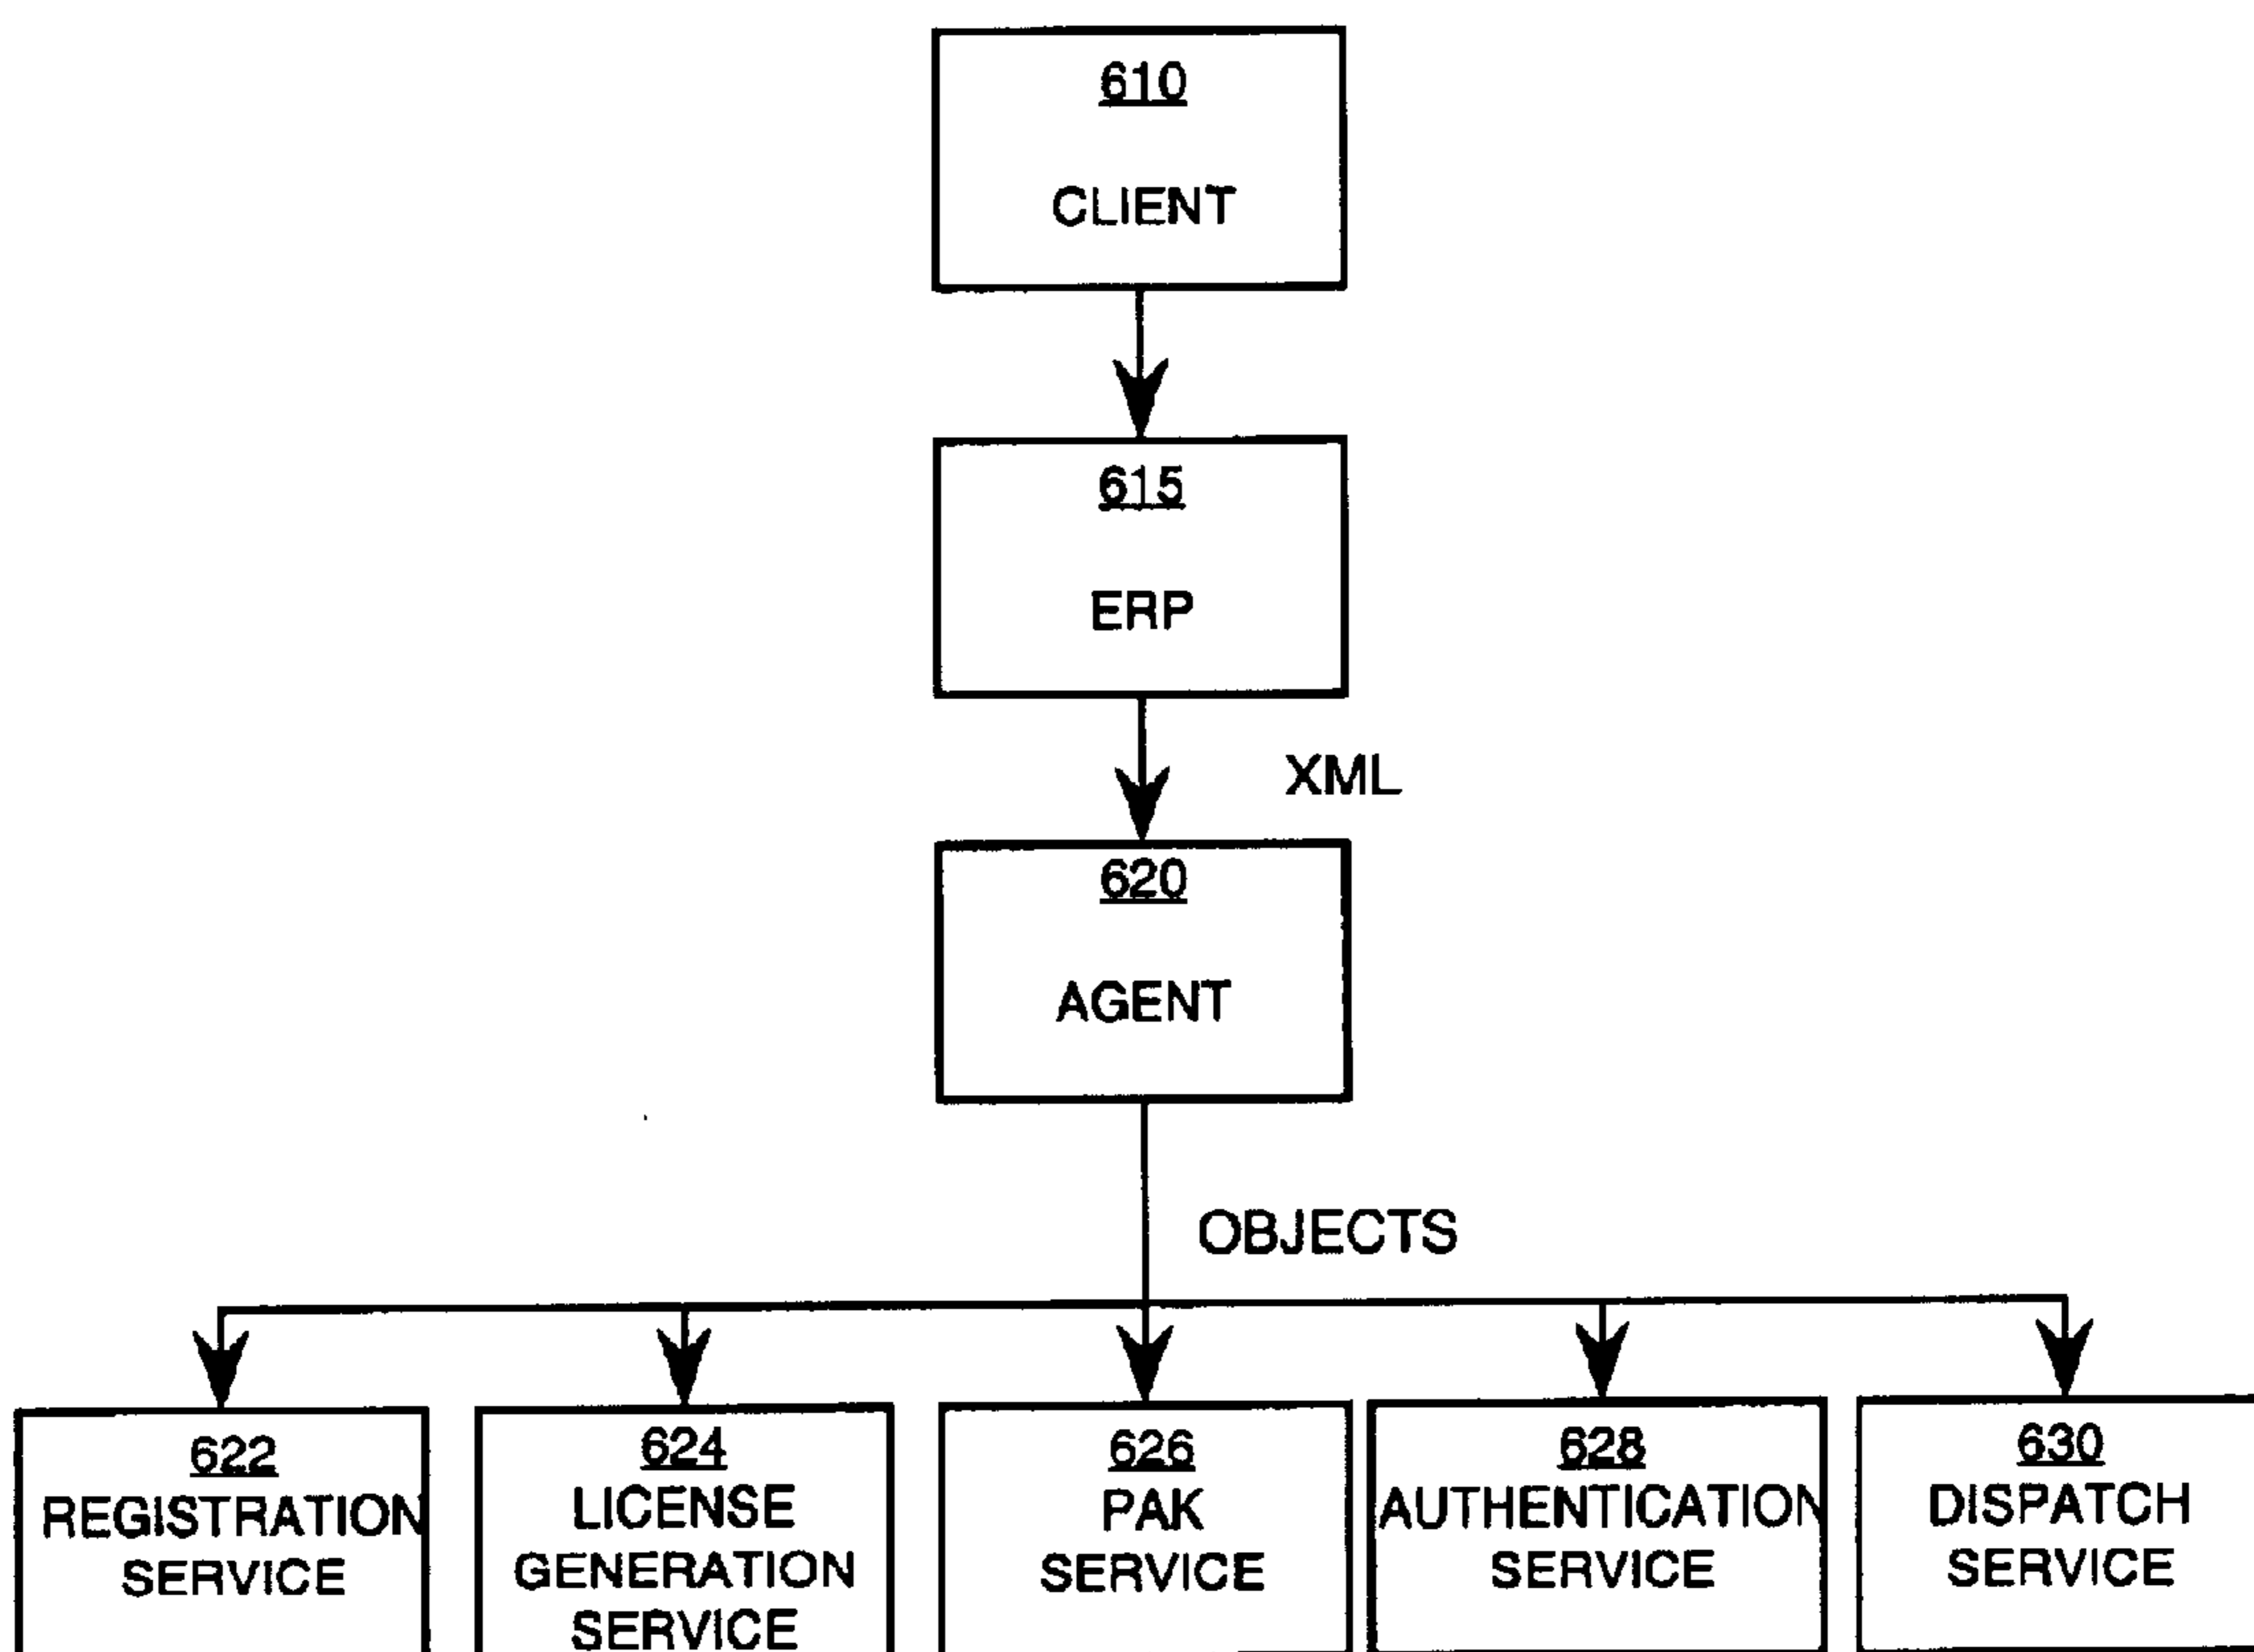 610
CLIENT
615
ERP
XML
620
AGENT
OBJECTS
622
REGISTRATION
SERVICE
624
LICENSE
GENERATION
SERVICE
626
PAK
SERVICE
628
AUTHENTICATION
SERVICE
630
DISPATCH
SERVICE